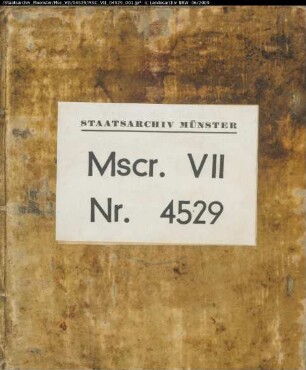 STAATSARCHIV MÜNSTER
Mscr. VII
Nr. 4529